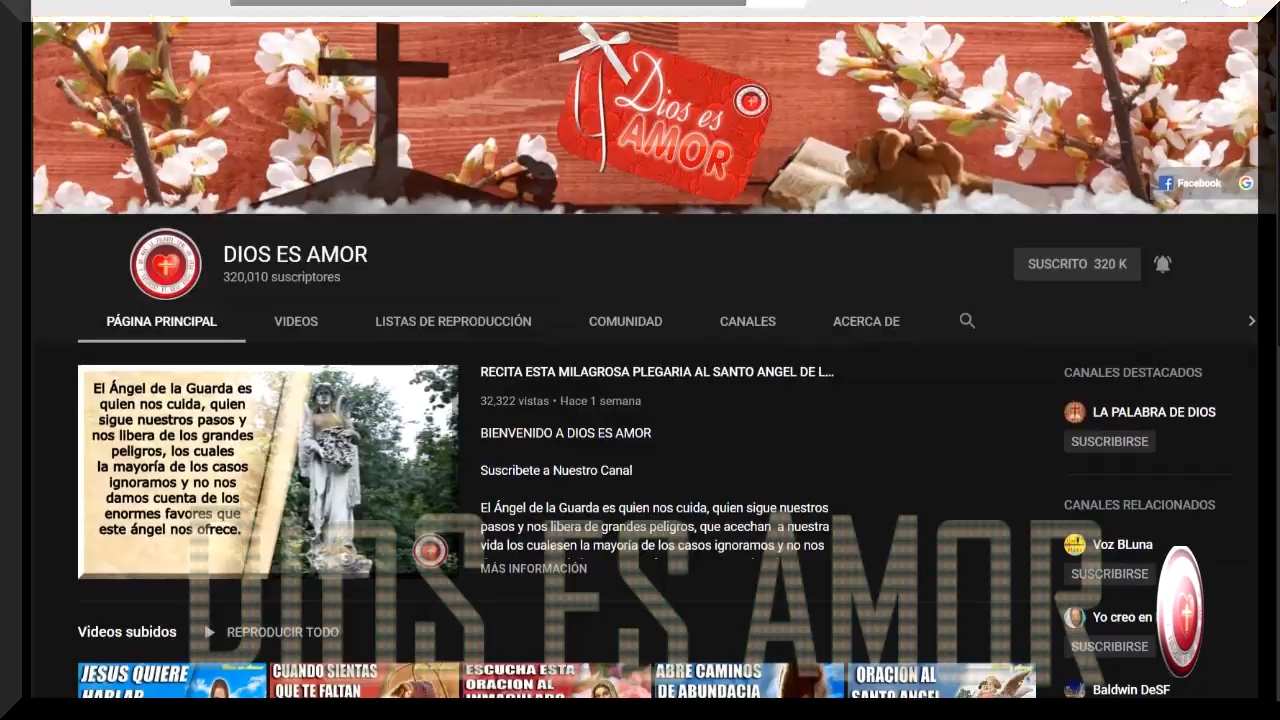 Dios es
AMOR
Facebook
DIOS ES AMOR
320,010 suscriptores
SUSCRITO 320 K
PÁGINA PRINCIPAL
VIDEOS
LISTAS DE REPRODUCCIÓN
COMUNIDAD
CANALES
ACERCA DE
El Ángel de la Guarda es
quien nos cuida, quien
sigue nuestros pasos y
nos libera de los grandes
peligros, los cuales
la mayoría de los casos
ignoramos y no nos
damos cuenta de los
enormes favores que
este ángel nos ofrece.
RECITA ESTA MILAGROSA PLEGARIA AL SANTO ANGEL DE L...
32,322 vistas • Hace 1 semana
BIENVENIDO A DIOS ES AMOR
Suscribete a Nuestro Canal
El Ángel de la Guarda es quien nos cuida, quien sigue nuestros
pasos y nos libera de grandes peligros, que acechan a nuestra
vida los cualesen la mayoría de los casos ignoramos y no nos
MÁS INFORMACIÓN
CANALES DESTACADOS
LA PALABRA DE DIOS
SUSCRIBIRSE
CANALES RELACIONADOS
Voz BLuna
SUSCRIBIRSE
Yo creo en
SUSCRIBIRSE
Baldwin DeSF
DIOS ES AMOR
Videos subidos
REPRODUCIR TODO
JESUS QUIERE
HABLAR
CUANDO SIENTAS
QUE TE FALTAN
ESCUCHA ESTA
ORACION AL
INMACULADO
ABRE CAMINOS
DE ABUNDACIA
ORACION AL
SANTO ANGEL